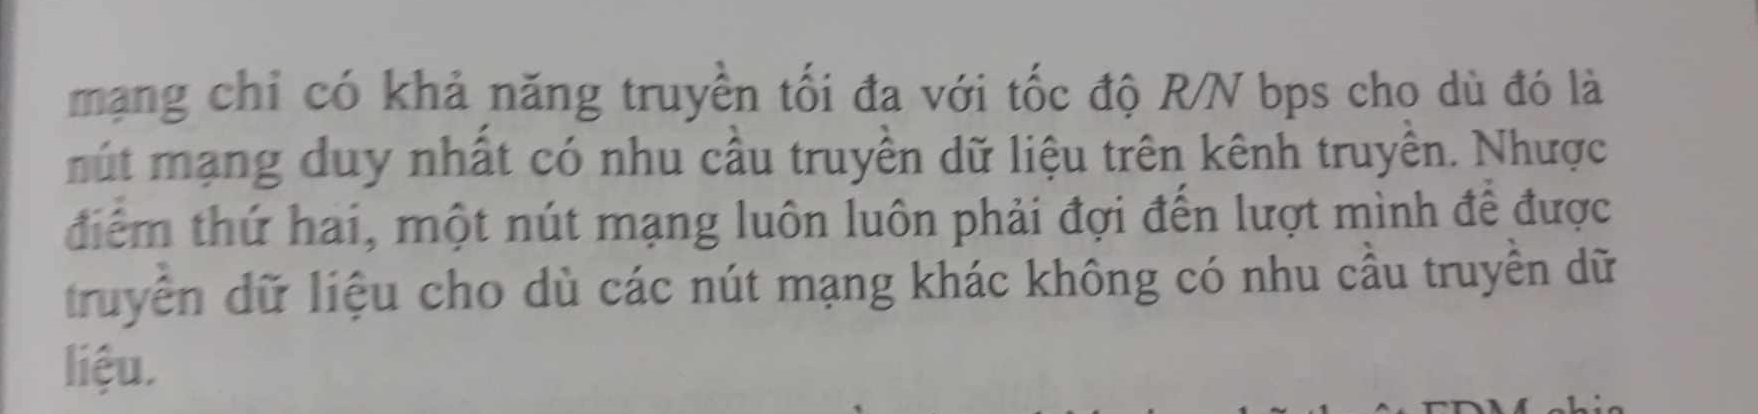 mạng chỉ có khả năng truyền tối đa với tốc độ R/N bps cho dù đó là
nút mạng duy nhất có nhu cầu truyền dữ liệu trên kênh truyền. Nhược
điểm thứ hai, một nút mạng luôn luôn phải đợi đến lượt mình để được
truyền dữ liệu cho dù các nút mạng khác không có nhu cầu truyền dữ
liệu.